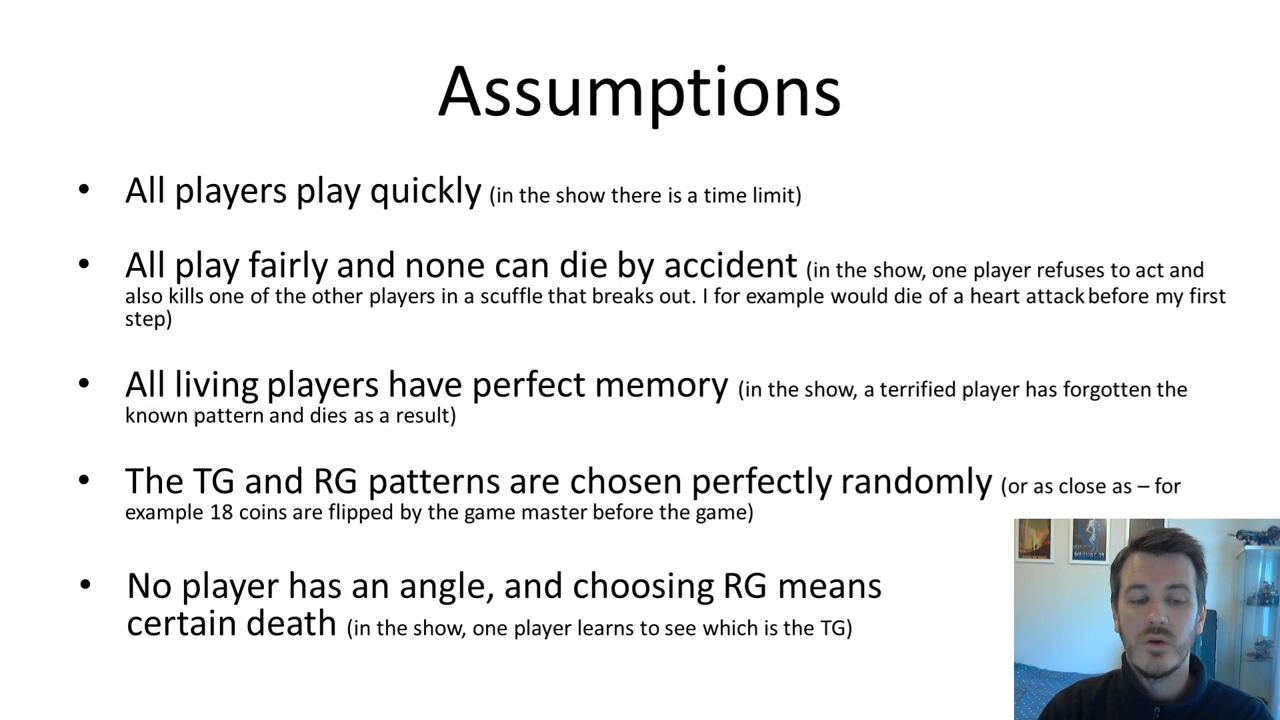 Assumptions
• All players play quickly (in the show there is a time limit)
• All play fairly and none can die by accident (in the show, one player refuses to act and
also kills one of the other players in a scuffle that breaks out. I for example would die of a heart attack before my first
step)
• All living players have perfect memory (in the show, a terrified player has forgotten the
known pattern and dies as a result)
• The TG and RG patterns are chosen perfectly randomly (or as close as – for
example 18 coins are flipped by the game master before the game)
• No player has an angle, and choosing RG means
certain death (in the show, one player learns to see which is the TG)